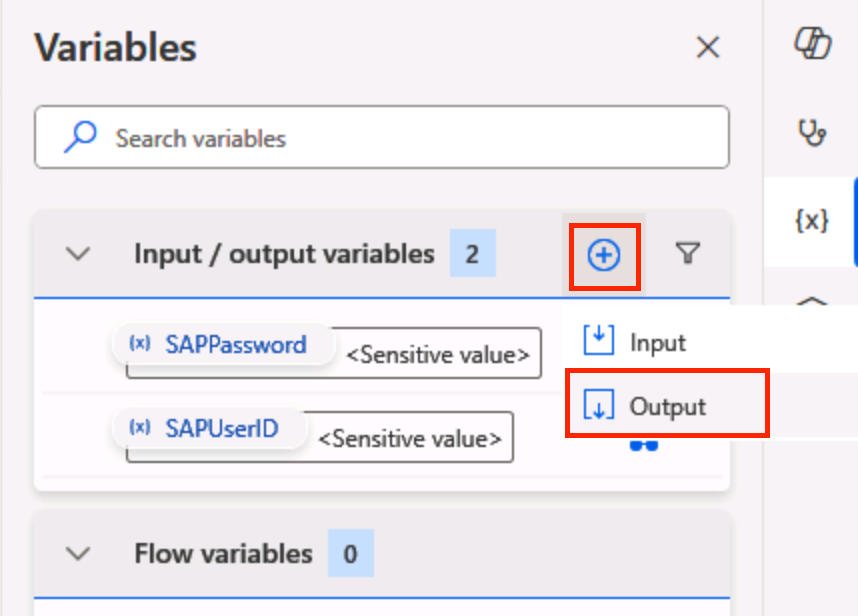 Variables
Search variables
Input / output variables 2
(x) SAPPassword <Sensitive value>
Input
Output
(x) SAPUserID <Sensitive value>
Flow variables 0
{x}